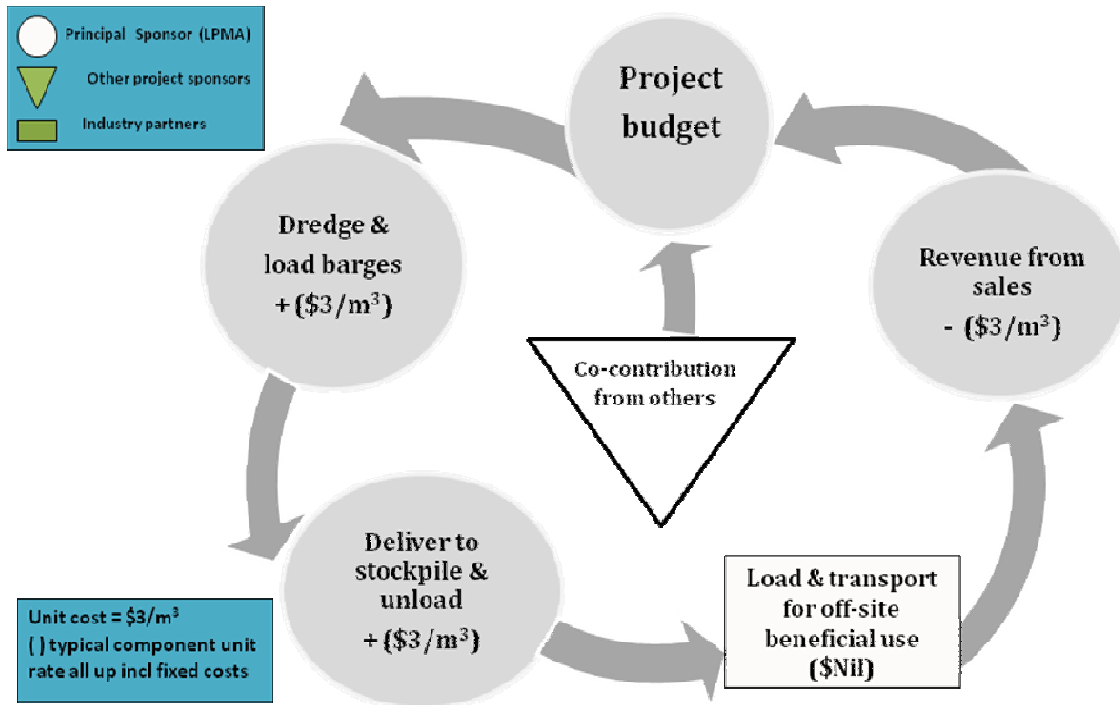 Principal Sponsor (LPMA)
Other project sponsors
Industry partners
Project
budget
Dredge &
load barges
+ ($3/m³)
Revenue from
sales
- ($3/m³)
Co-contribution
from others
Deliver to
stockpile &
unload
+ ($3/m³)
Load & transport
for off-site
beneficial use
($Nil)
Unit cost = $3/m³
( ) typical component unit
rate all up incl fixed costs